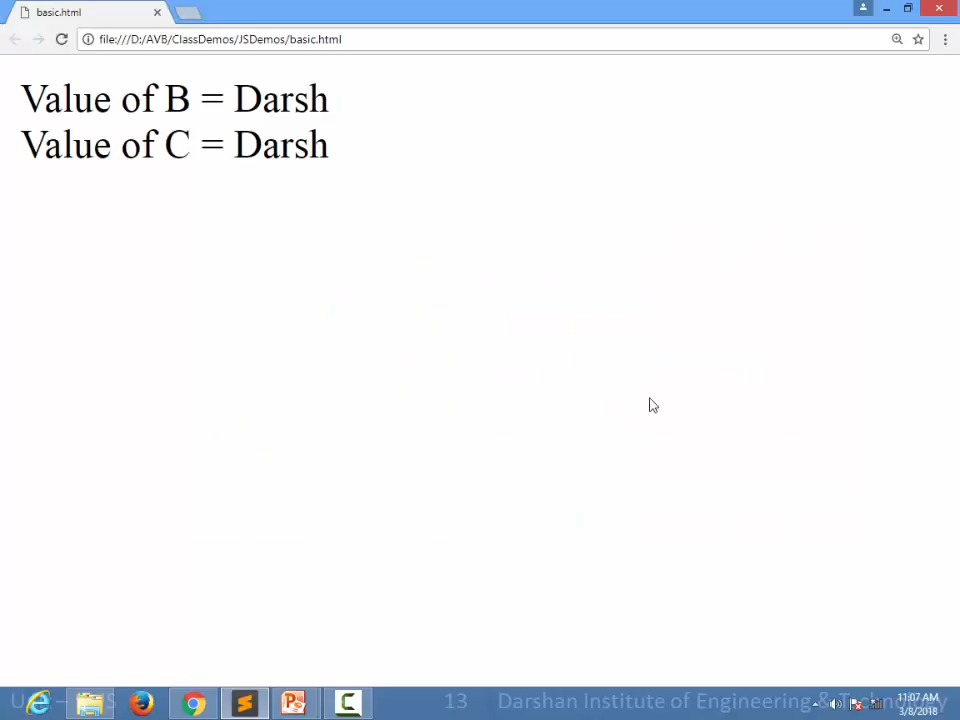 basic.html
file:///D:/AVB/ClassDemos/JSDemos/basic.html
Value of B = Darsh
Value of C = Darsh
13 Darshan Institute of Engineering & Technology
11:07 AM
3/8/2018